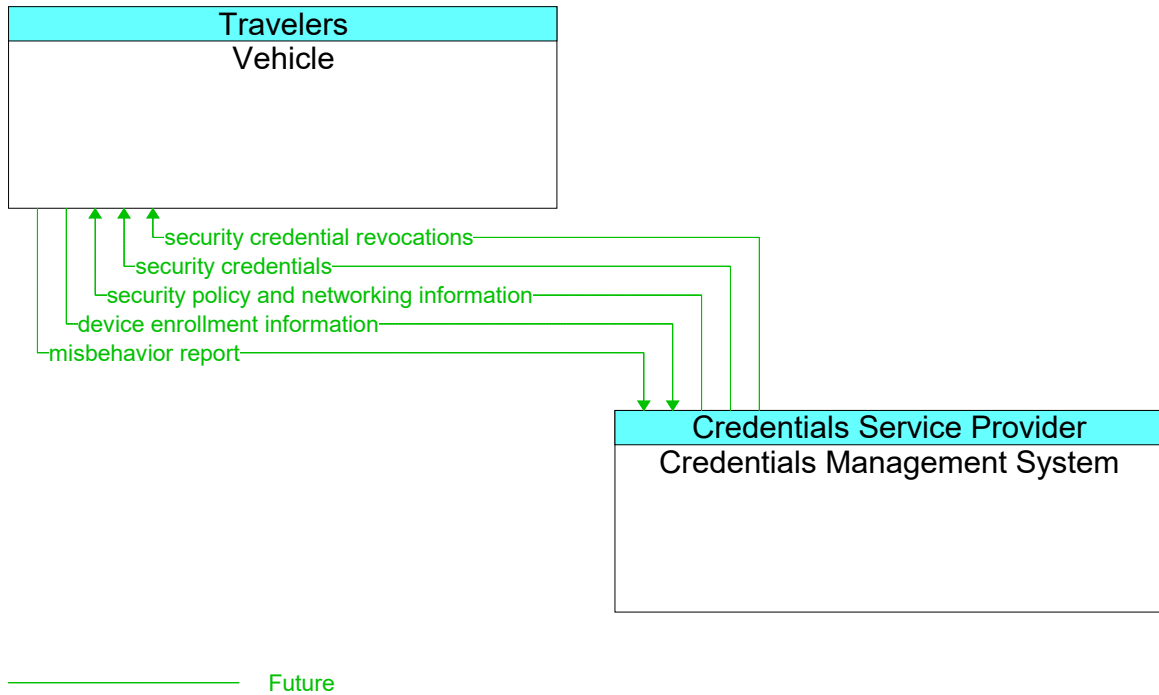 Travelers
Vehicle
security credential revocations
security credentials
security policy and networking information
device enrollment information
misbehavior report
Credentials Service Provider
Credentials Management System
Future